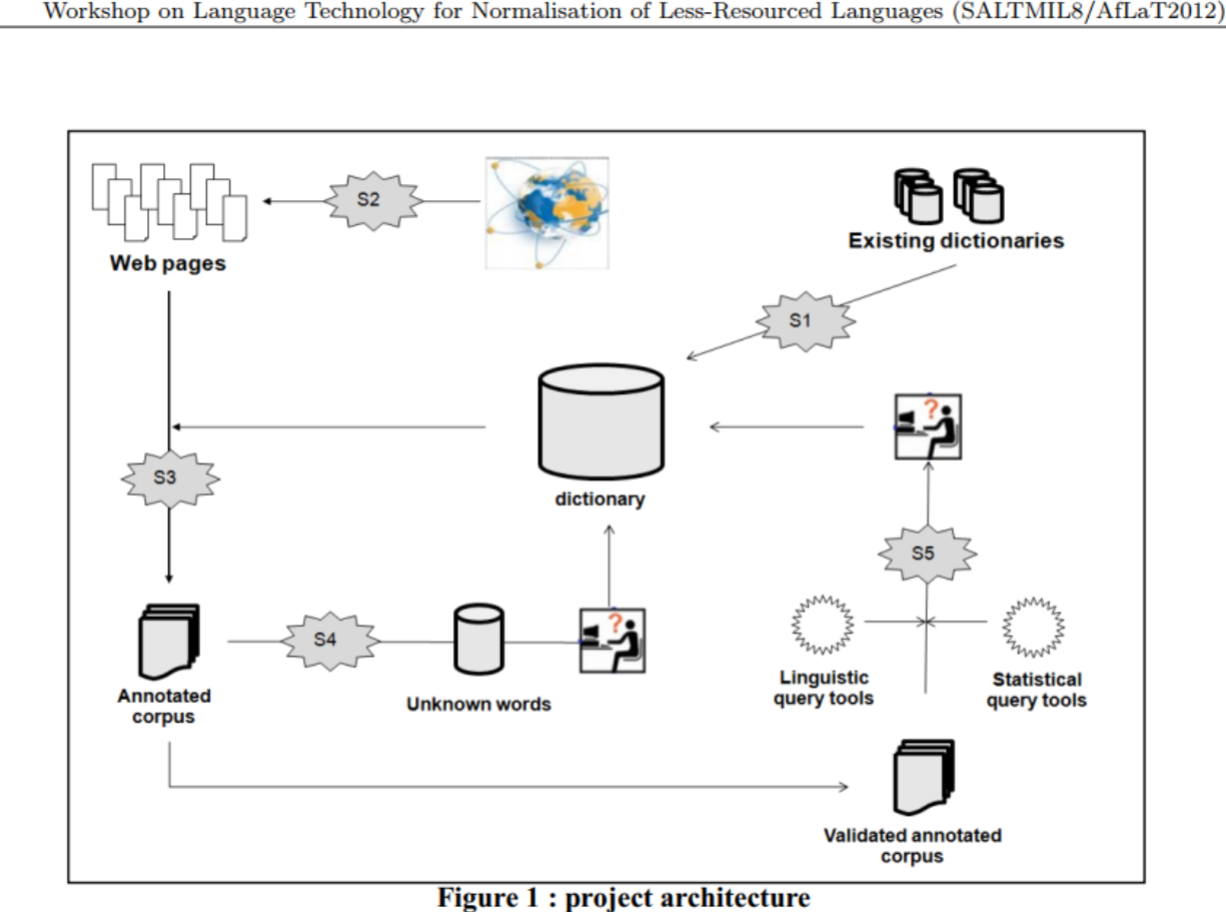 Workshop on Language Technology for Normalisation of Less-Resourced Languages (SALTMIL8/AfLaT2012)
S2
Web pages
Existing dictionaries
S1
?
S3
dictionary
S5
S4
?
Annotated
corpus
Unknown words
Linguistic
query tools
Statistical
query tools
Validated annotated
corpus
Figure 1 : project architecture